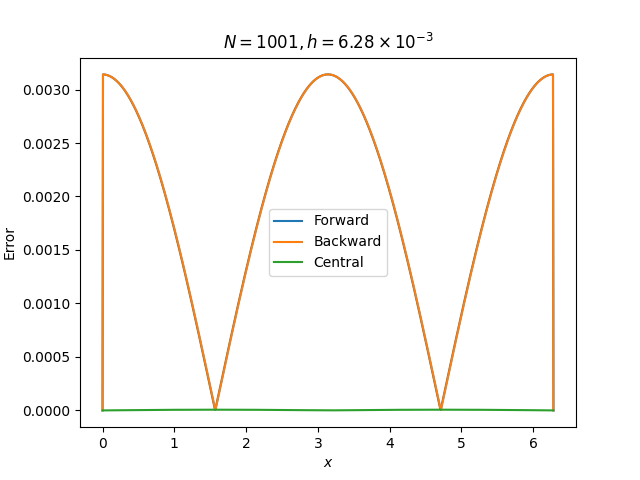 N = 1001, h = 6.28 × 10⁻³
Error
0.0030
0.0025
0.0020
0.0015
0.0010
0.0005
0.0000
Forward
Backward
Central
0 1 2 3 4 5 6
x